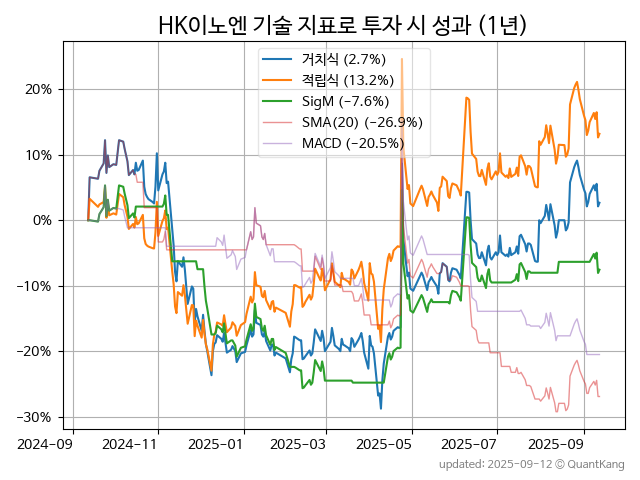 HK이노엔 기술 지표로 투자 시 성과 (1년)
거치식 (2.7%)
적립식 (13.2%)
SigM (−7.6%)
SMA(20) (−26.9%)
MACD (−20.5%)
20%
10%
0%
−10%
−20%
−30%
2024-09 2024-11 2025-01 2025-03 2025-05 2025-07 2025-09
updated: 2025-09-12 © QuantKang